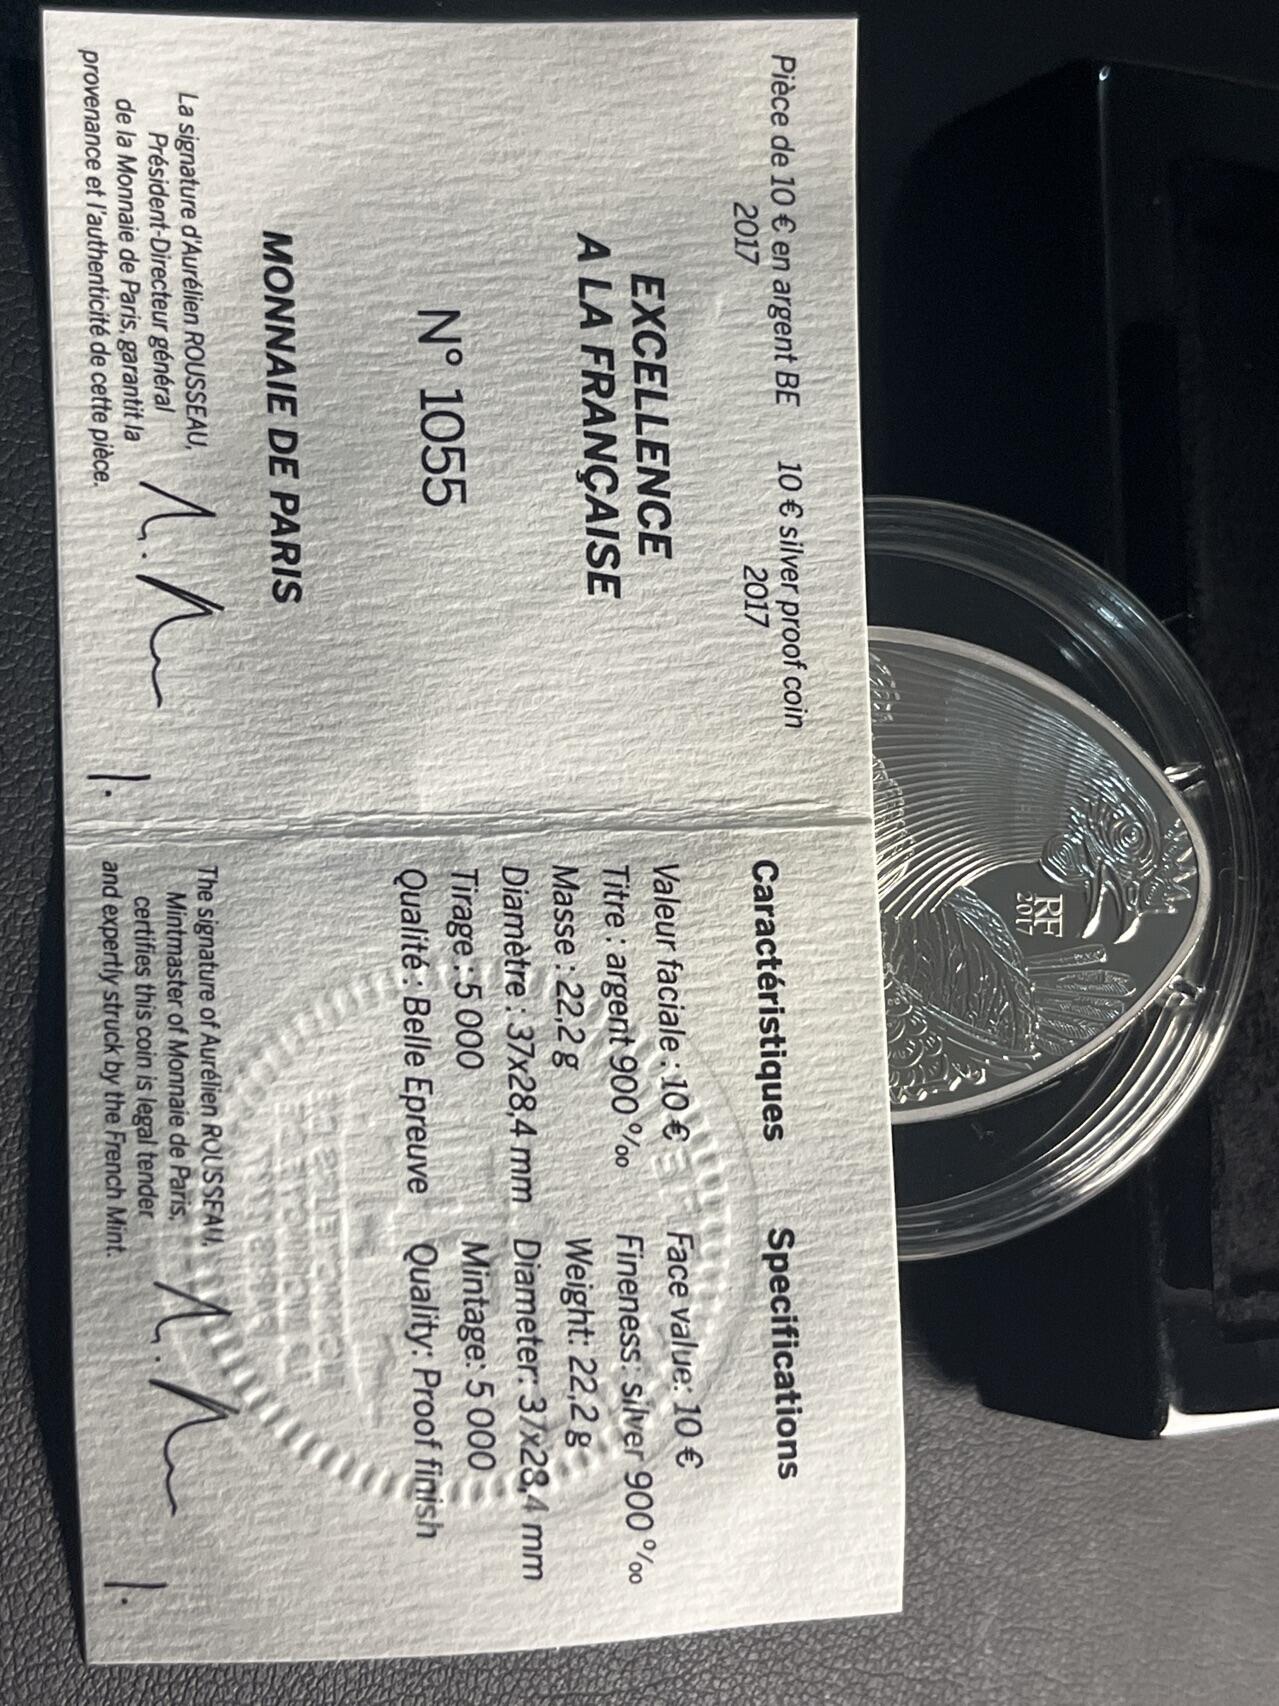 Pièce de 10 € en argent BE
2017
10 € silver proof coin
2017
EXCELLENCE
A LA FRANÇAISE
N° 1055
MONNAIE DE PARIS
La signature d'Aurélien ROUSSEAU,
Président-Directeur général
de la Monnaie de Paris, garantit la
provenance et l'authenticité de cette pièce.
Caractéristiques
Valeur faciale : 10 €
Titre : argent 900 ‰
Masse : 22,2 g
Diamètre : 37x28,4 mm
Tirage : 5 000
Qualité : Belle Epreuve
Specifications
Face value: 10 €
Fineness: silver 900 ‰
Weight: 22,2 g
Diameter: 37x28,4 mm
Mintage: 5 000
Quality: Proof finish
The signature of Aurélien ROUSSEAU,
Mintmaster of Monnaie de Paris,
certifies this coin is legal tender
and expertly struck by the French Mint.
RF
2017